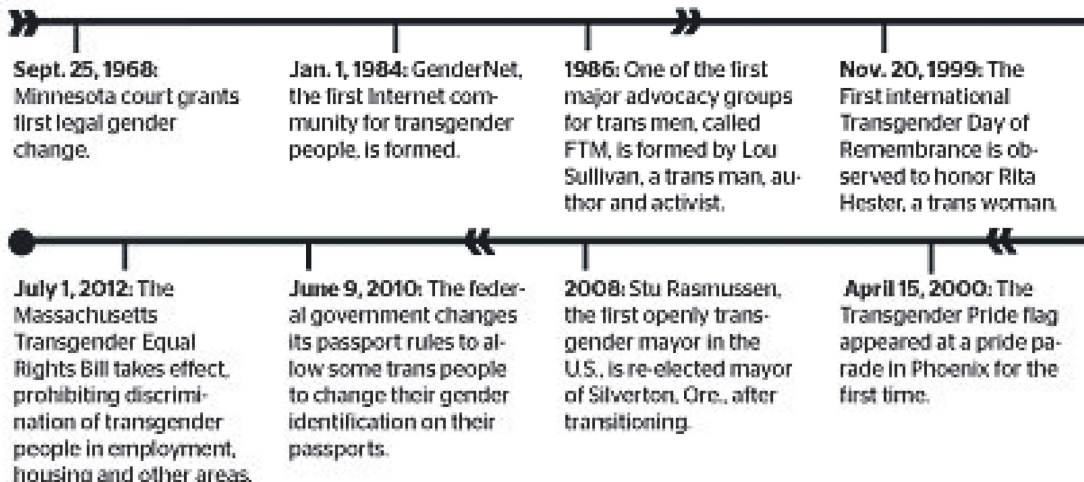 Sept. 25, 1968:
Minnesota court grants
first legal gender
change.
Jan. 1, 1984: GenderNet,
the first Internet com-
munity for transgender
people, is formed.
1986: One of the first
major advocacy groups
for trans men, called
FTM, is formed by Lou
Sullivan, a trans man, au-
thor and activist.
Nov. 20, 1999: The
First international
Transgender Day of
Remembrance is ob-
served to honor Rita
Hester, a trans woman.
April 15, 2000: The
Transgender Pride flag
appeared at a pride pa-
rade in Phoenix for the
first time.
2008: Stu Rasmussen,
the first openly trans-
gender mayor in the
U.S., is re-elected mayor
of Silverton, Ore., after
transitioning.
June 9, 2010: The feder-
al government changes
its passport rules to al-
low some trans people
to change their gender
identification on their
passports.
July 1, 2012: The
Massachusetts
Transgender Equal
Rights Bill takes effect,
prohibiting discrimi-
nation of transgender
people in employment,
housing and other areas.